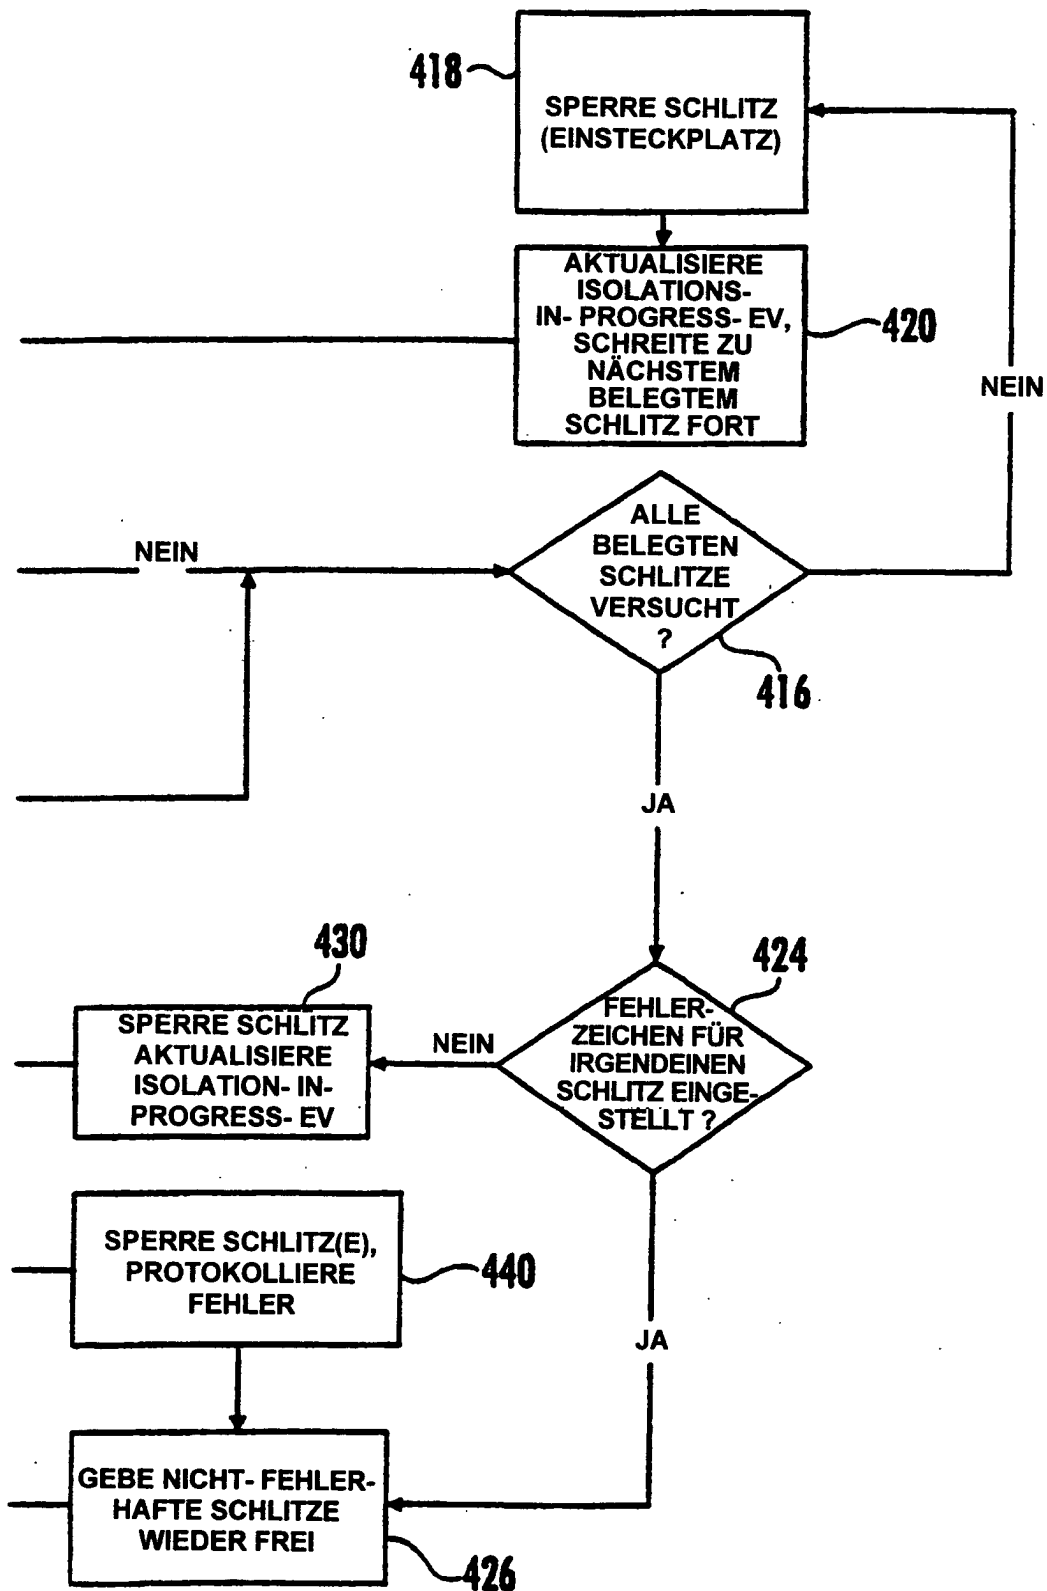 418
SPERRE SCHLITZ
(EINSTECKPLATZ)
AKTUALISIERE
ISOLATIONS-
IN- PROGRESS- EV,
SCHREITE ZU
NÄCHSTEM
BELEGTEM
SCHLITZ FORT
420
NEIN
NEIN
ALLE
BELEGTEN
SCHLITZE
VERSUCHT
?
416
JA
430
SPERRE SCHLITZ
AKTUALISIERE
ISOLATION- IN-
PROGRESS- EV
NEIN
424
FEHLER-
ZEICHEN FÜR
IRGENDEINEN
SCHLITZ EINGE-
STELLT ?
SPERRE SCHLITZ(E),
PROTOKOLLIERE
FEHLER
440
JA
GEBE NICHT- FEHLER-
HAFTE SCHLITZE
WIEDER FREI
426